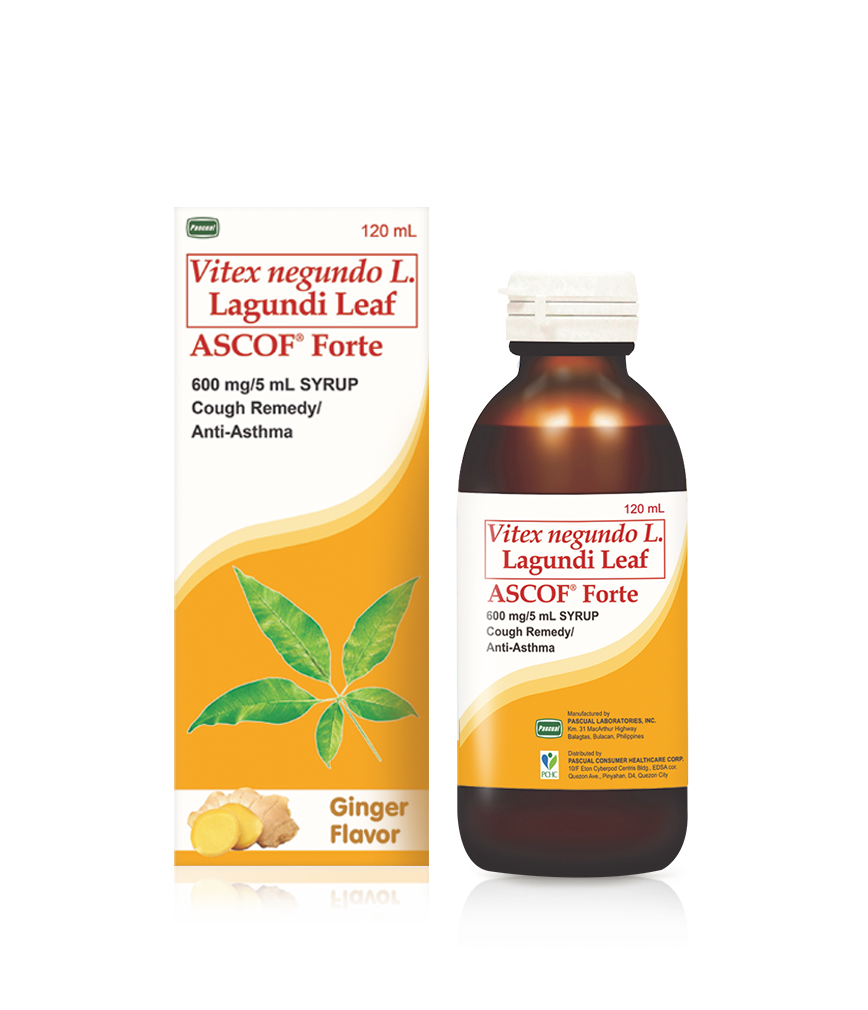 Pascual
120 mL
Vitex negundo L.
Lagundi Leaf
ASCOF® Forte
600 mg/5 mL SYRUP
Cough Remedy/
Anti-Asthma
Ginger
Flavor
120 mL
Vitex negundo L.
Lagundi Leaf
ASCOF® Forte
600 mg/5 mL SYRUP
Cough Remedy/
Anti-Asthma
Pascual
Manufactured by
PASCUAL LABORATORIES, INC.
Km. 31 MacArthur Highway
Balagtas, Bulacan, Philippines
PCHC
Distributed by
PASCUAL CONSUMER HEALTHCARE CORP.
10/F Eton Cyberpod Centris Bldg., EDSA cor.
Quezon Ave., Pinyahan, D4, Quezon City